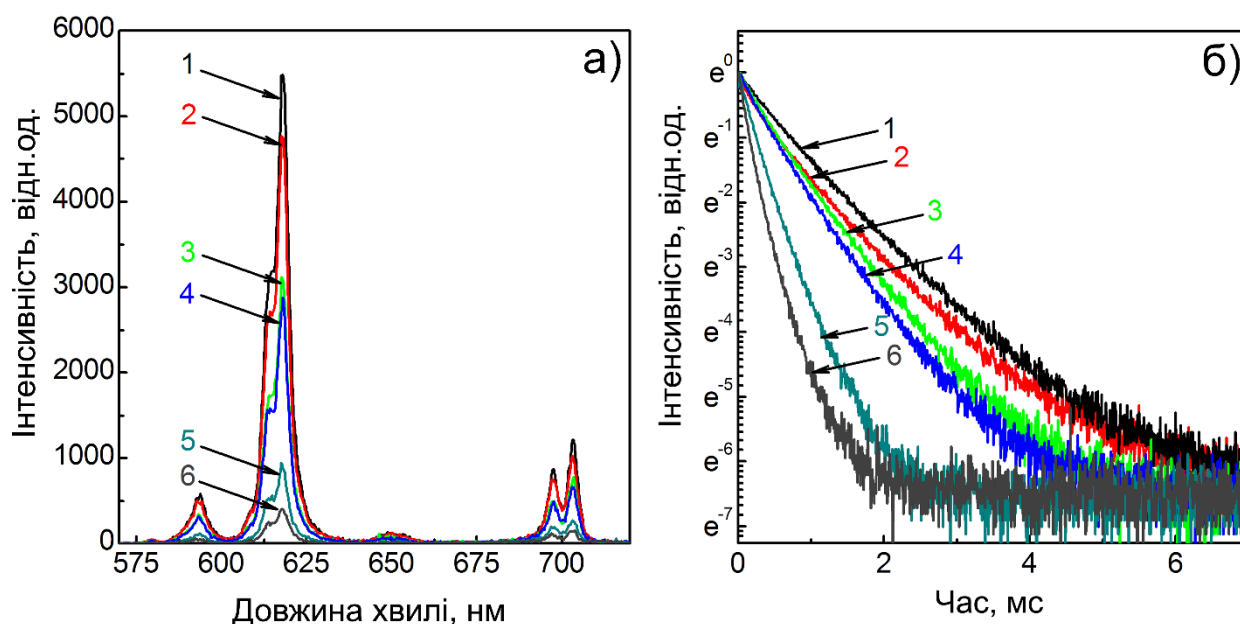 а)
Інтенсивність, відн.од.
6000
5000
4000
3000
2000
1000
0
1
2
3
4
5
6
575 600 625 650 675 700
Довжина хвилі, нм
б)
Інтенсивність, відн.од.
e0
e-1
e-2
e-3
e-4
e-5
e-6
e-7
1
2
3
4
5
6
0 2 4 6
Час, мс